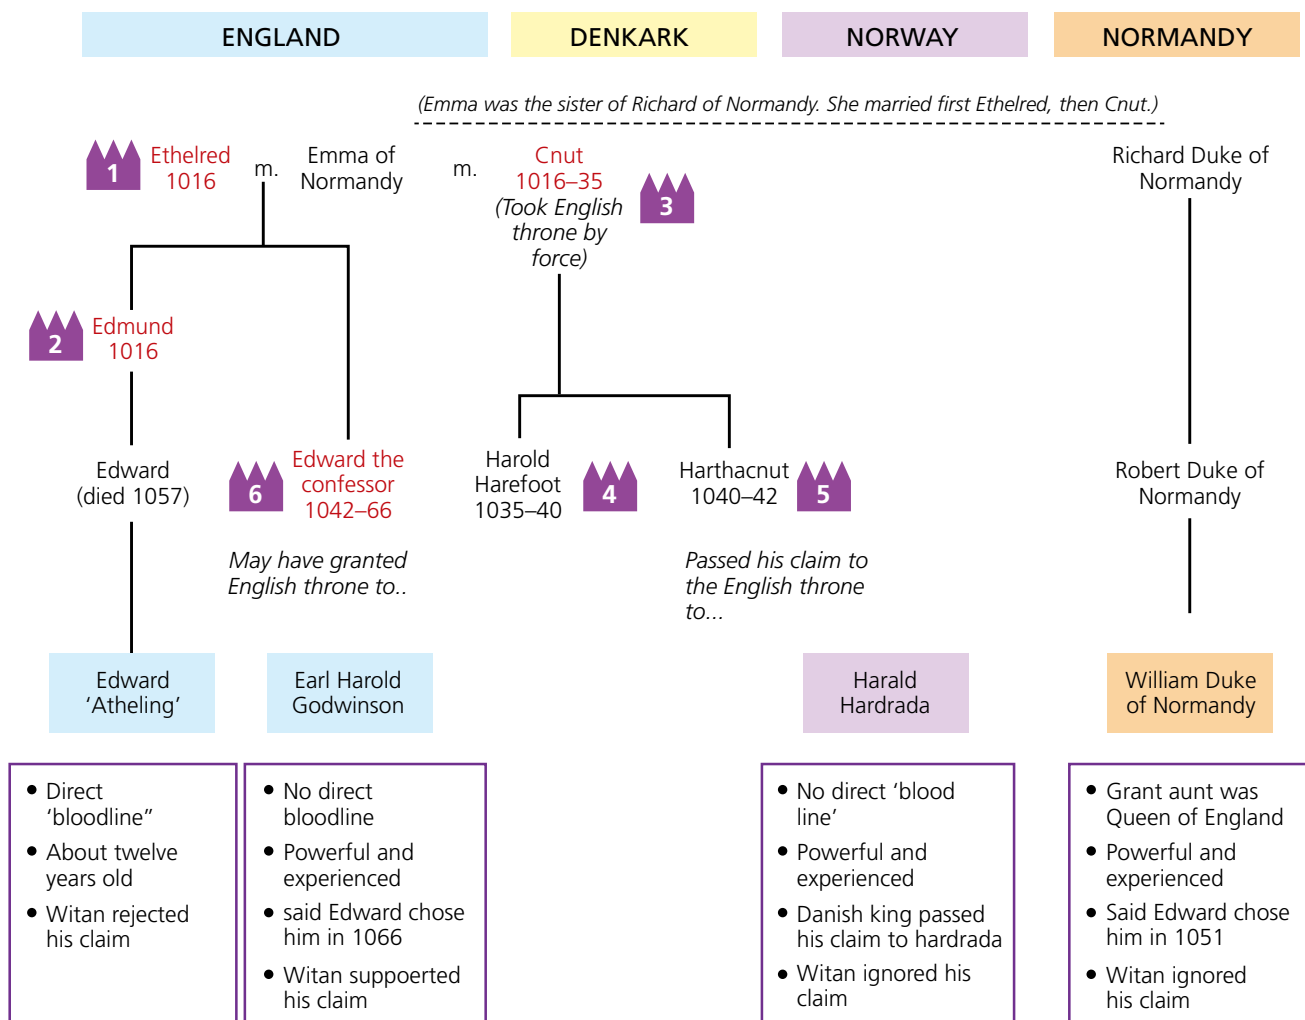 ENGLAND
DENKARK
NORWAY
NORMANDY
(Emma was the sister of Richard of Normandy. She married first Ethelred, then Cnut.)
1
Ethelred
1016
m.
Emma of
Normandy
m.
Cnut
1016–35
(Took English
throne by
force)
3
Richard Duke of
Normandy
2
Edmund
1016
Edward
(died 1057)
6
Edward the
confessor
1042–66
May have granted
English throne to..
Harold
Harefoot
1035–40
4
Harthacnut
1040–42
5
Passed his claim to
the English throne
to...
Robert Duke of
Normandy
Edward
‘Atheling’
Earl Harold
Godwinson
Harald
Hardrada
William Duke
of Normandy
• Direct
‘bloodline”
• About twelve
years old
• Witan rejected
his claim
• No direct
bloodline
• Powerful and
experienced
• said Edward chose
him in 1066
• Witan suppoerted
his claim
• No direct ‘blood
line’
• Powerful and
experienced
• Danish king passed
his claim to hardrada
• Witan ignored his
claim
• Grant aunt was
Queen of England
• Powerful and
experienced
• Said Edward chose
him in 1051
• Witan ignored
his claim